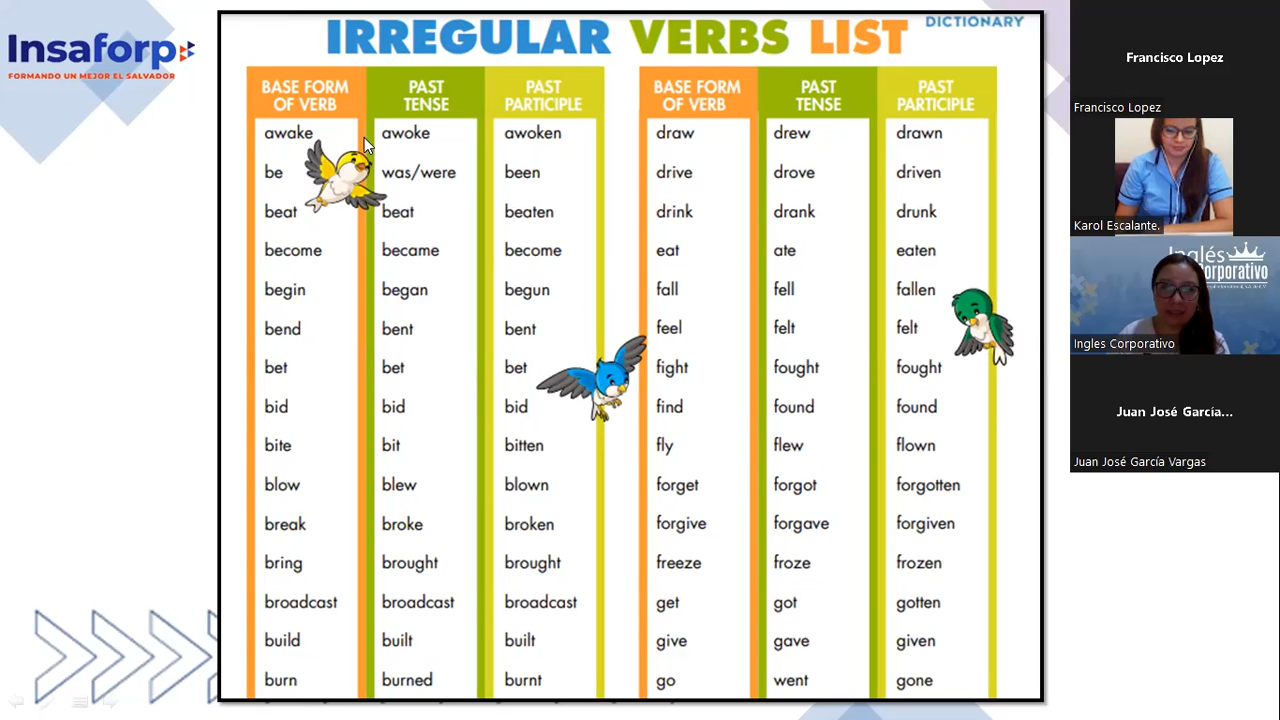 Insaforp
FORMANDO UN MEJOR EL SALVADOR
IRREGULAR VERBS LIST
DICTIONARY
BASE FORM OF VERB PAST TENSE PAST PARTICIPLE
awake awoke awoken
be was/were been
beat beat beaten
become became become
begin began begun
bend bent bent
bet bet bet
bid bid bid
bite bit bitten
blow blew blown
break broke broken
bring brought brought
broadcast broadcast broadcast
build built built
burn burned burnt
BASE FORM OF VERB PAST TENSE PAST PARTICIPLE
draw drew drawn
drive drove driven
drink drank drunk
eat ate eaten
fall fell fallen
feel felt felt
fight fought fought
find found found
fly flew flown
forget forgot forgotten
forgive forgave forgiven
freeze froze frozen
get got gotten
give gave given
go went gone
Francisco Lopez
Francisco Lopez
Karol Escalante.
Inglés
Corporativo
Ingles Corporativo
Juan José García...
Juan José García Vargas